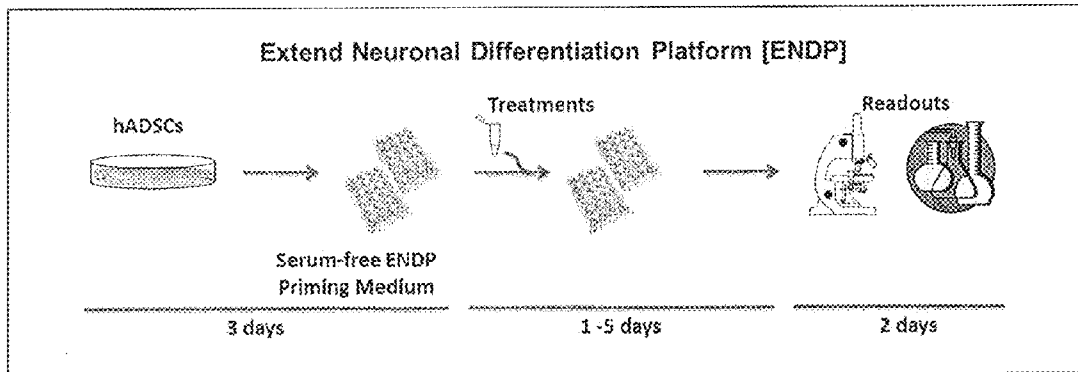 Extend Neuronal Differentiation Platform [ENDP]
hADSCs
Treatments
Readouts
Serum-free ENDP
Priming Medium
3 days
1 -5 days
2 days